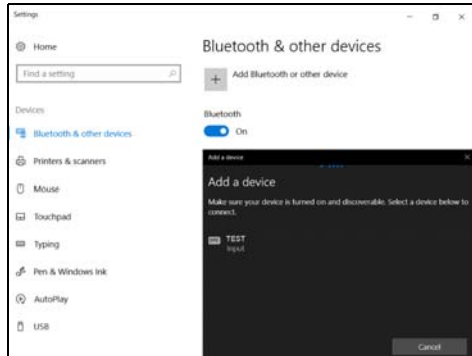 Settings
Home
Find a setting
Devices
Bluetooth & other devices
Printers & scanners
Mouse
Touchpad
Typing
Pen & Windows Ink
AutoPlay
USB
Bluetooth & other devices
Add Bluetooth or other device
Bluetooth
On
Add a device
Add a device
Make sure your device is turned on and discoverable. Select a device below to
connect.
TEST
Input
Cancel